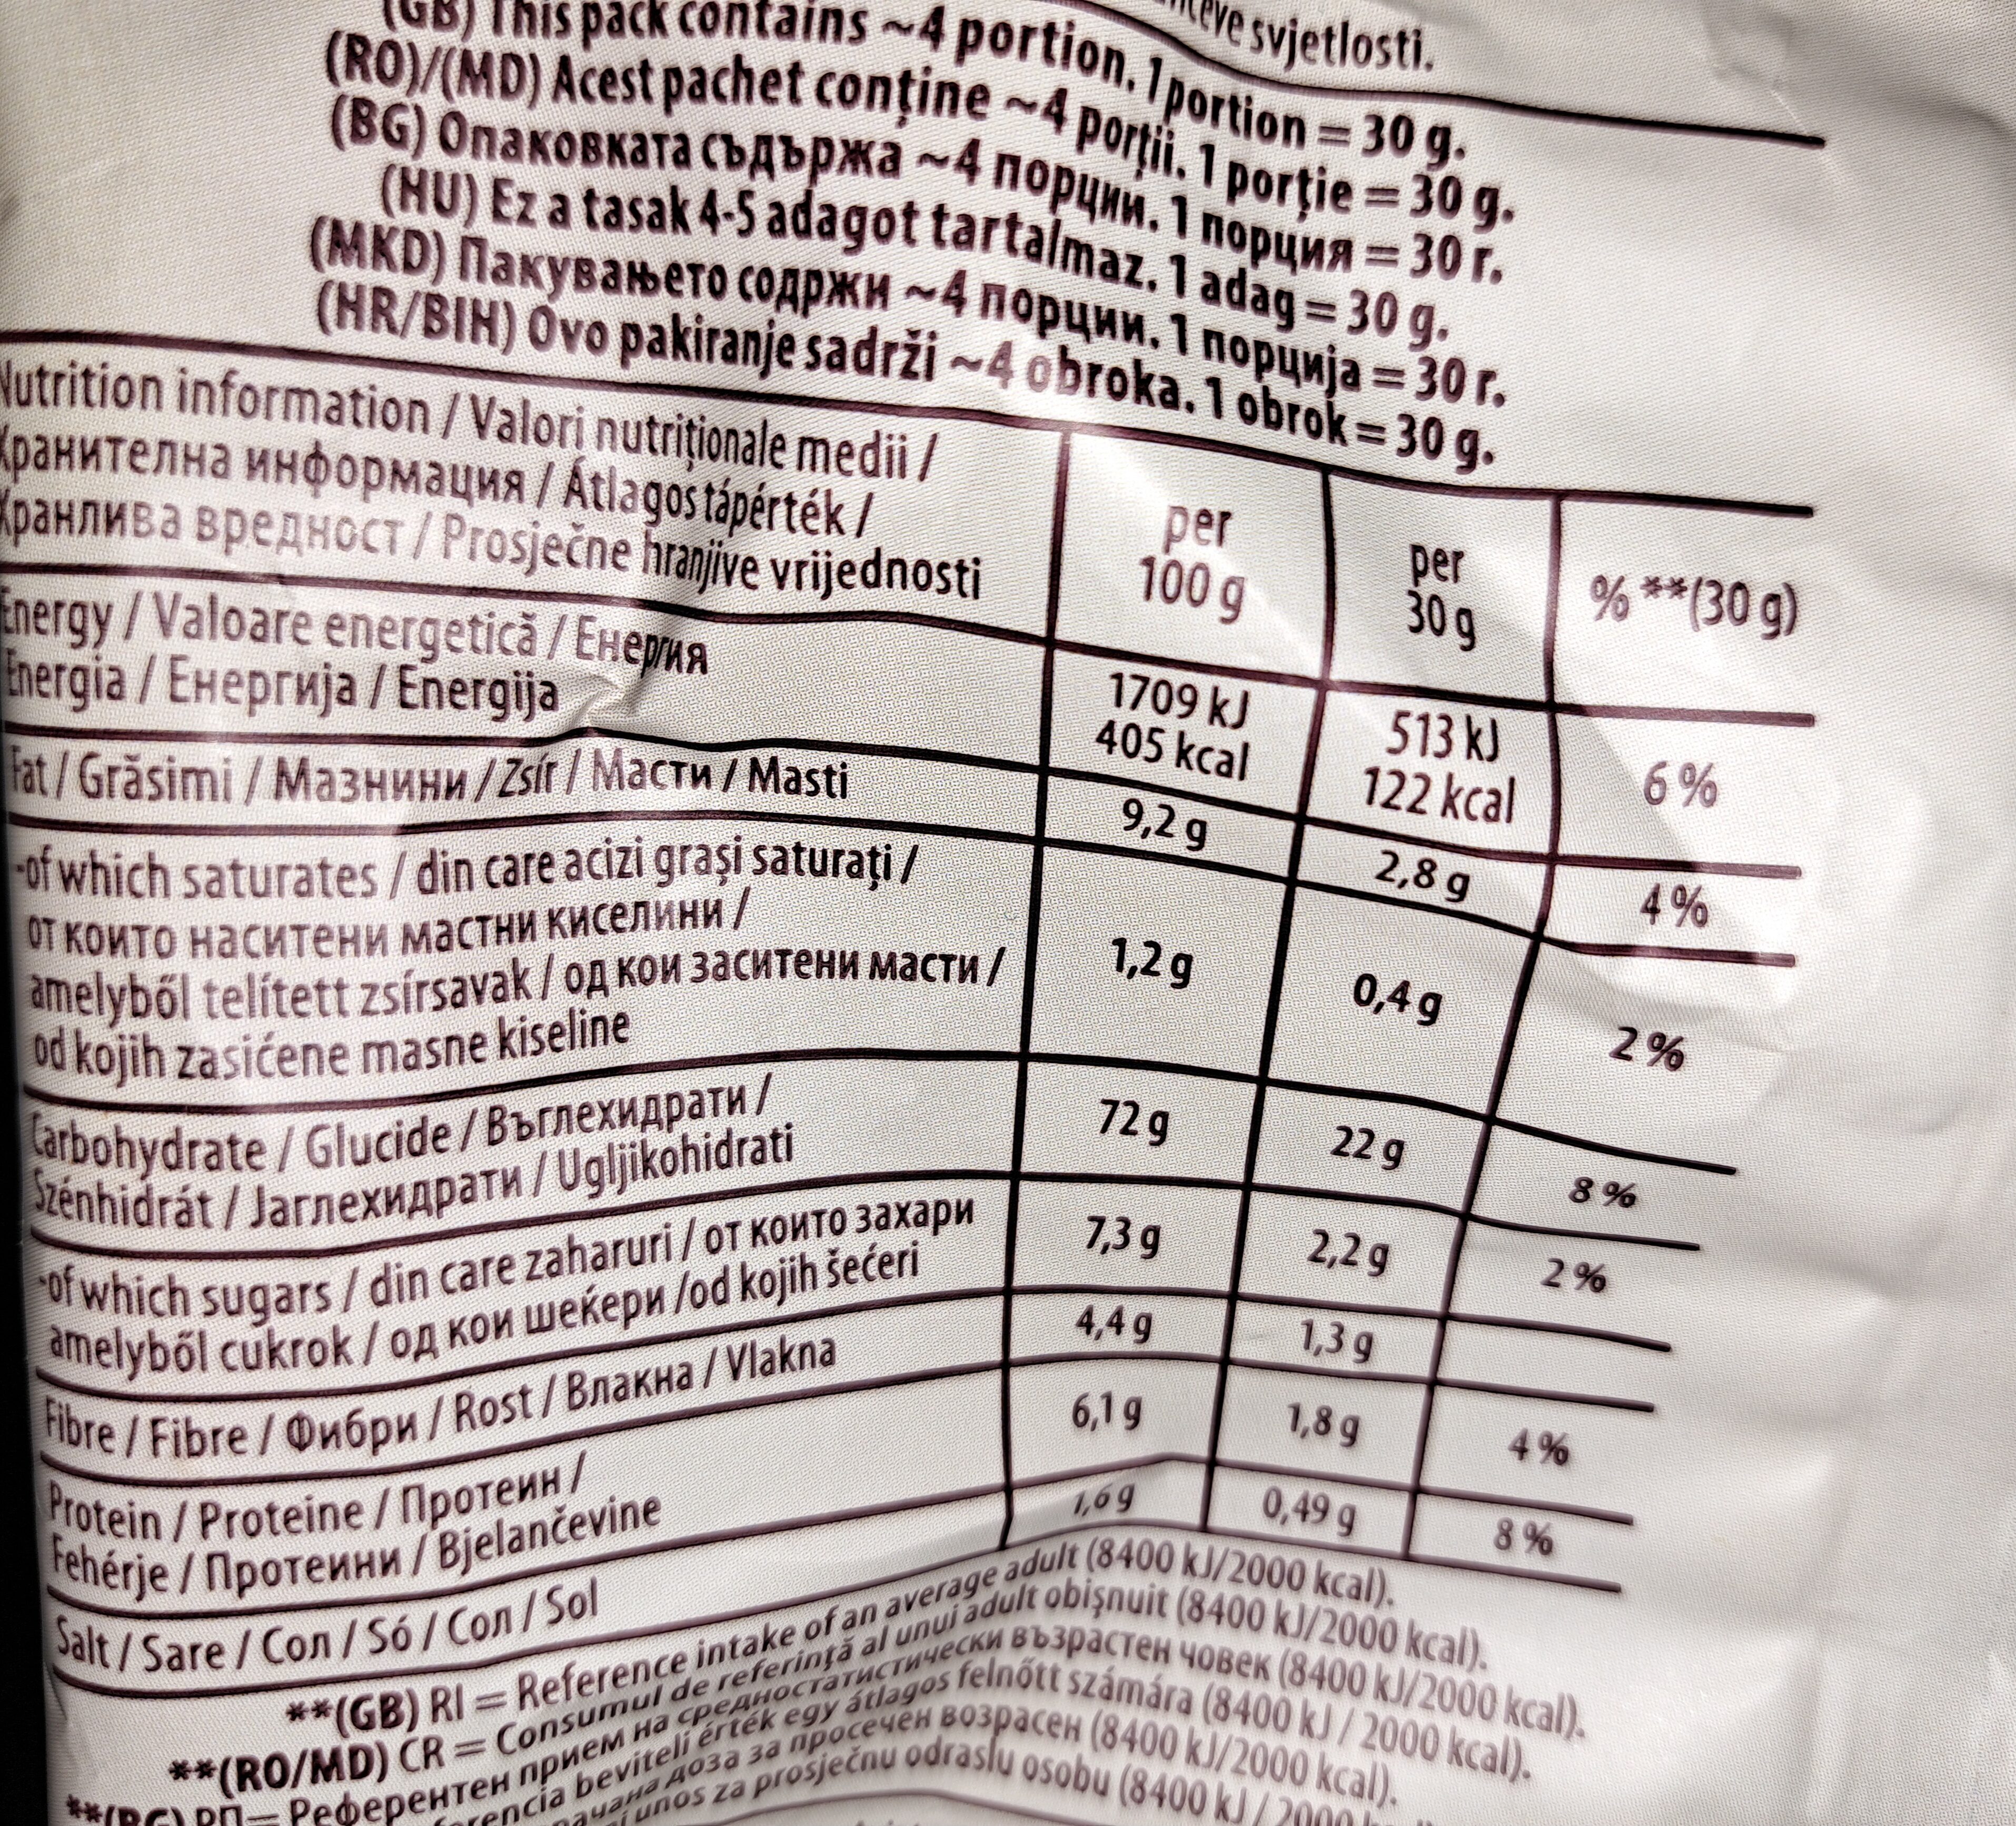 svjetlosti.
(GB) This pack contains ~4 portion. 1 portion = 30 g.
(RO)/(MD) Acest pachet conține ~4 porții. 1 porție = 30 g.
(BG) Опаковката съдържа ~4 порции. 1 порция = 30 г.
(HU) Ez a tasak 4-5 adagot tartalmaz. 1 adag = 30 g.
(MKD) Пакувањето содржи ~4 порции. 1 порција = 30 г.
(HR/BIH) Ovo pakiranje sadrži ~4 obroka. 1 obrok = 30 g.
Nutrition information / Valori nutriționale medii /
Хранителна информация / Átlagos tápérték /
Хранлива вредност / Prosječne hranjive vrijednosti
per 100 g
per 30 g
% **(30 g)
Energy / Valoare energetică / Енергия
Energia / Енергија / Energija
1709 kJ 513 kJ
405 kcal 122 kcal 6 %
Fat / Grăsimi / Мазнини / Zsír / Масти / Masti 9,2 g 2,8 g 4 %
-of which saturates / din care acizi grași saturați /
от които наситени мастни киселини /
amelyből telített zsírsavak / од кои заситени масти /
od kojih zasićene masne kiseline
1,2 g 0,4 g 2 %
Carbohydrate / Glucide / Въглехидрати /
Szénhidrát / Јаглехидрати / Ugljikohidrati
72 g 22 g 8 %
-of which sugars / din care zaharuri / от които захари
amelyből cukrok / од кои шеќери /od kojih šećeri
7,3 g 2,2 g 2 %
Fibre / Fibre / Фибри / Rost / Влакна / Vlakna 4,4 g 1,3 g
Protein / Proteine / Протеин /
Fehérje / Протеини / Bjelančevine
6,1 g 1,8 g 4 %
Salt / Sare / Сол / Só / Сол / Sol 1,6 g 0,49 g 8 %
**(GB) RI = Reference intake of an average adult (8400 kJ/2000 kcal).
**(RO/MD) CR = Consumul de referință al unui adult obișnuit (8400 kJ/2000 kcal).
**(BG) РП= Референтен прием на средностатистически възрастен човек (8400 kJ/2000 kcal).
beviteli érték egy átlagos felnőtt számára (8400 kJ / 2000 kcal).
доза за просечен возрасен (8400 kJ/2000 kcal).
unos za prosječnu odraslu osobu (8400 kJ / 2000